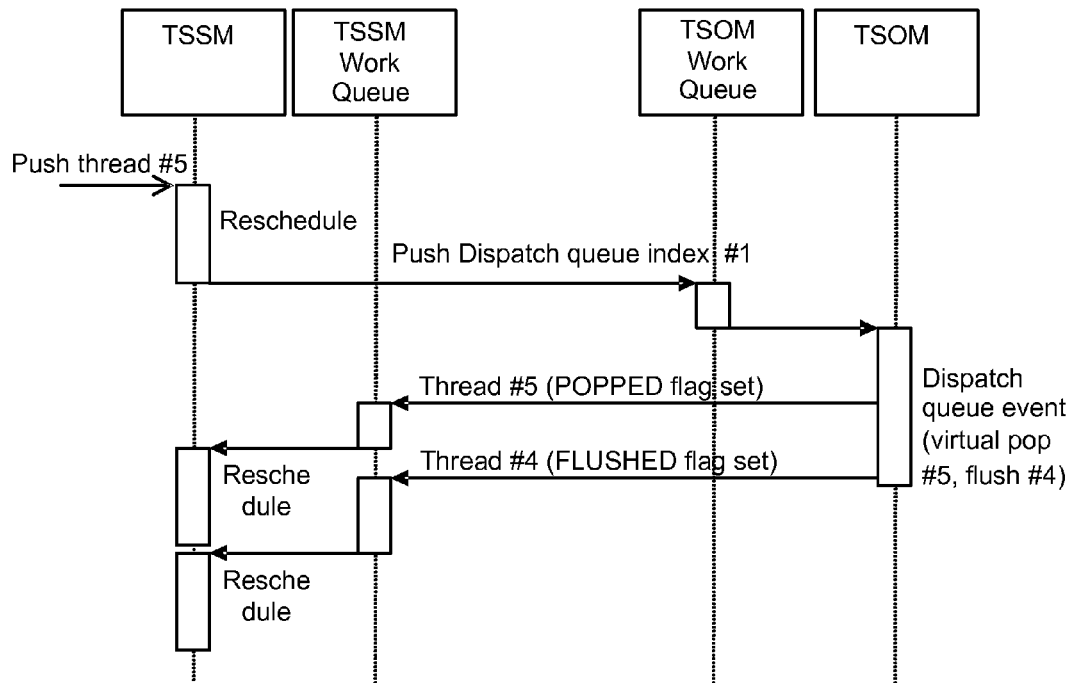 TSSM
TSSM
Work
Queue
TSOM
Work
Queue
TSOM
Push thread #5
Reschedule
Push Dispatch queue index #1
Thread #5 (POPPED flag set)
Dispatch
queue event
(virtual pop
#5, flush #4)
Thread #4 (FLUSHED flag set)
Resche
dule
Resche
dule